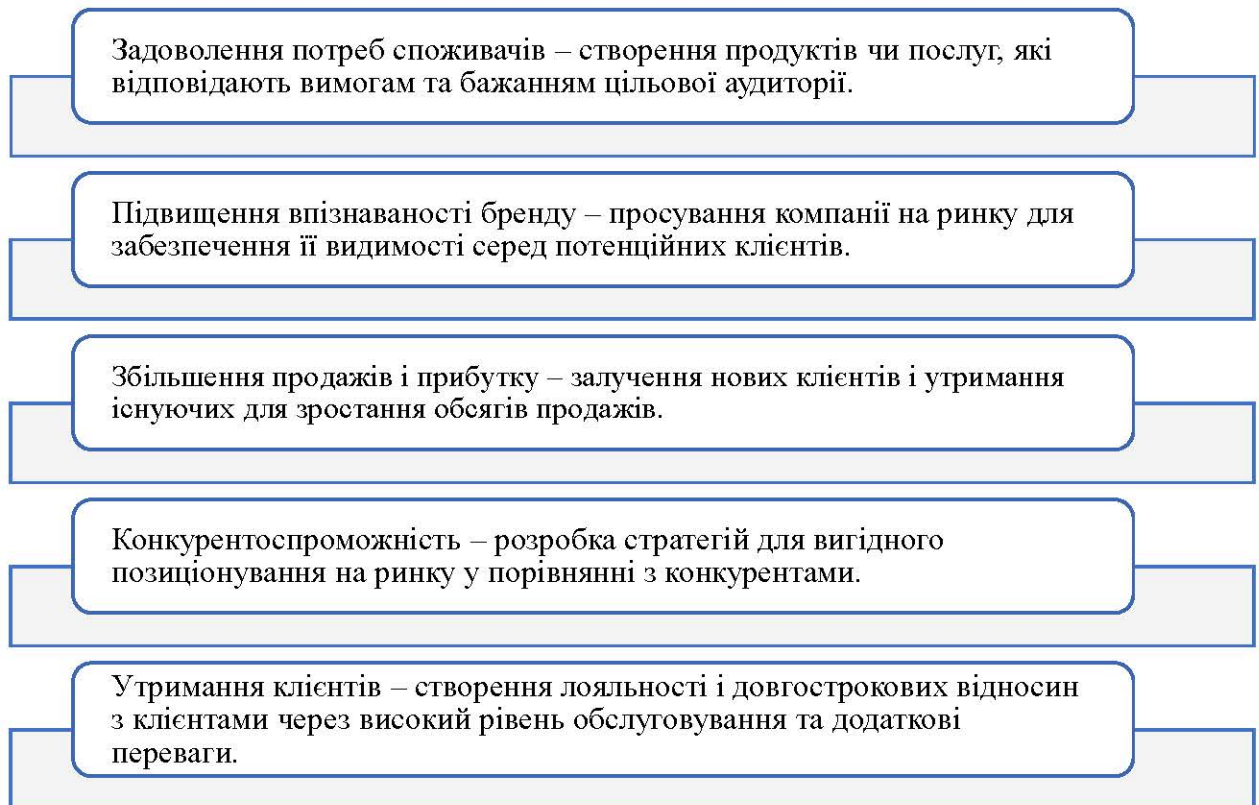 Задоволення потреб споживачів – створення продуктів чи послуг, які
відповідають вимогам та бажанням цільової аудиторії.
Підвищення впізнаваності бренду – просування компанії на ринку для
забезпечення її видимості серед потенційних клієнтів.
Збільшення продажів і прибутку – залучення нових клієнтів і утримання
існуючих для зростання обсягів продажів.
Конкурентоспроможність – розробка стратегій для вигідного
позиціонування на ринку у порівнянні з конкурентами.
Утримання клієнтів – створення лояльності і довгострокових відносин
з клієнтами через високий рівень обслуговування та додаткові
переваги.